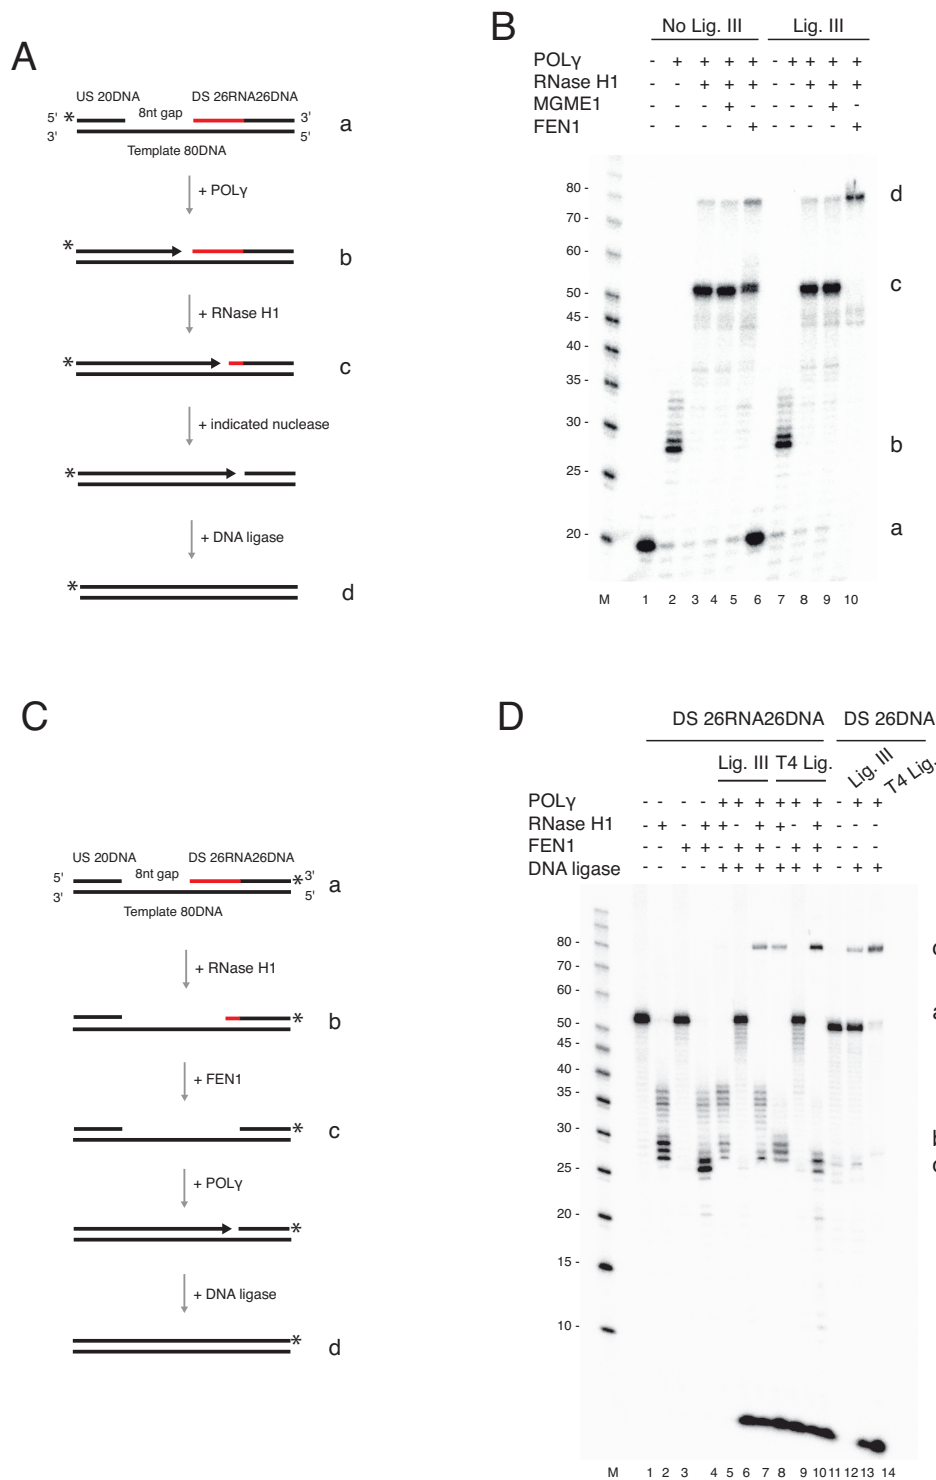 A
US 20DNA
DS 26RNA26DNA
8nt gap
5'
*
3'
3'
5'
a
Template 80DNA
+ POLγ
*
b
+ RNase H1
*
c
+ indicated nuclease
*
+ DNA ligase
*
d
B
No Lig. III
Lig. III
POLγ - + + + + - + + + +
RNase H1 - - + + + - - + + +
MGME1 - - - + - - - - + -
FEN1 - - - - + - - - - +
80 -
70 -
60 -
50 -
45 -
40 -
35 -
30 -
25 -
20 -
d
c
b
a
M 1 2 3 4 5 6 7 8 9 10
C
US 20DNA
DS 26RNA26DNA
8nt gap
5'
* 3'
3'
5'
a
Template 80DNA
+ RNase H1
*
b
+ FEN1
*
c
+ POLγ
*
+ DNA ligase
*
d
D
DS 26RNA26DNA
DS 26DNA
Lig. III
T4 Lig.
Lig. III
T4 Lig.
POLγ - - - - + + + + + + - + +
RNase H1 - + - + + - + + - + - - -
FEN1 - - + + - + + - + + - - -
DNA ligase - - - - + + + + + + - + +
80 -
70 -
60 -
50 -
45 -
40 -
35 -
30 -
25 -
20 -
15 -
10 -
a
M 1 2 3 4 5 6 7 8 9 10 11 12 13 14